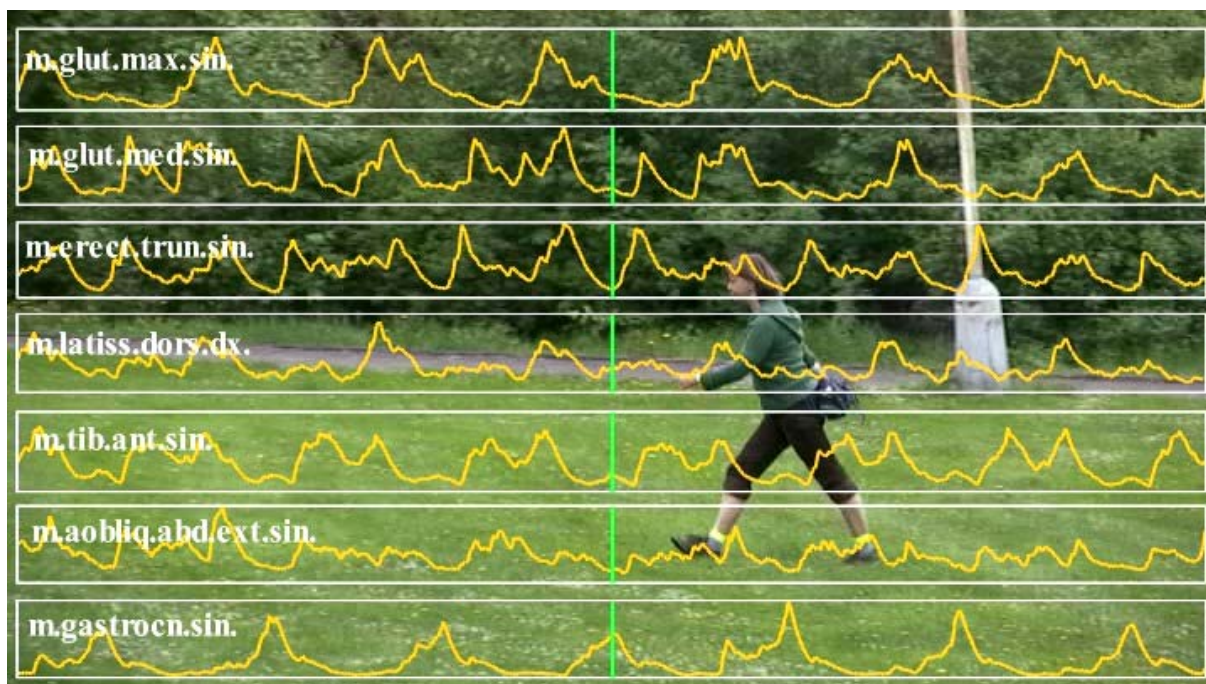 m.glut.max.sin.
m.glut.med.sin.
m.erect.trun.sin.
m.latiss.dors.dx.
m.tib.ant.sin.
m.aobliq.abd.ext.sin.
m.gastrocn.sin.